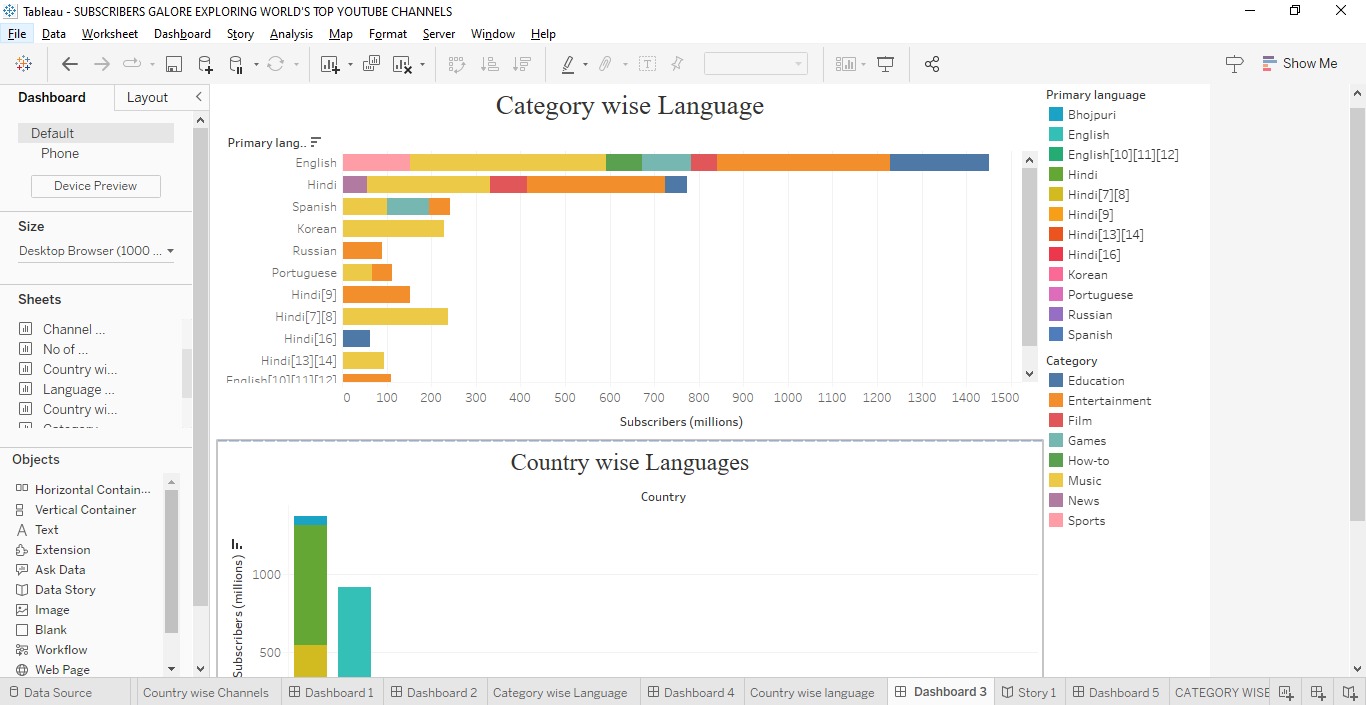 Tableau - SUBSCRIBERS GALORE EXPLORING WORLD'S TOP YOUTUBE CHANNELS
File Data Worksheet Dashboard Story Analysis Map Format Server Window Help
Show Me
Dashboard Layout
Default
Phone
Device Preview
Size
Desktop Browser (1000 ...
Sheets
Channel ...
No of ...
Country wi...
Language ...
Country wi...
Objects
Horizontal Contain...
Vertical Container
Text
Extension
Ask Data
Data Story
Image
Blank
Workflow
Web Page
Category wise Language
Primary lang..
English
Hindi
Spanish
Korean
Russian
Portuguese
Hindi[9]
Hindi[7][8]
Hindi[16]
Hindi[13][14]
English[10][11][12]
0 100 200 300 400 500 600 700 800 900 1000 1100 1200 1300 1400 1500
Subscribers (millions)
Country wise Languages
Country
Subscribers (millions)
1000
500
Primary language
Bhojpuri
English
English[10][11][12]
Hindi
Hindi[7][8]
Hindi[9]
Hindi[13][14]
Hindi[16]
Korean
Portuguese
Russian
Spanish
Category
Education
Entertainment
Film
Games
How-to
Music
News
Sports
Data Source Country wise Channels Dashboard 1 Dashboard 2 Category wise Language Dashboard 4 Country wise language Dashboard 3 Story 1 Dashboard 5 CATEGORY WISE